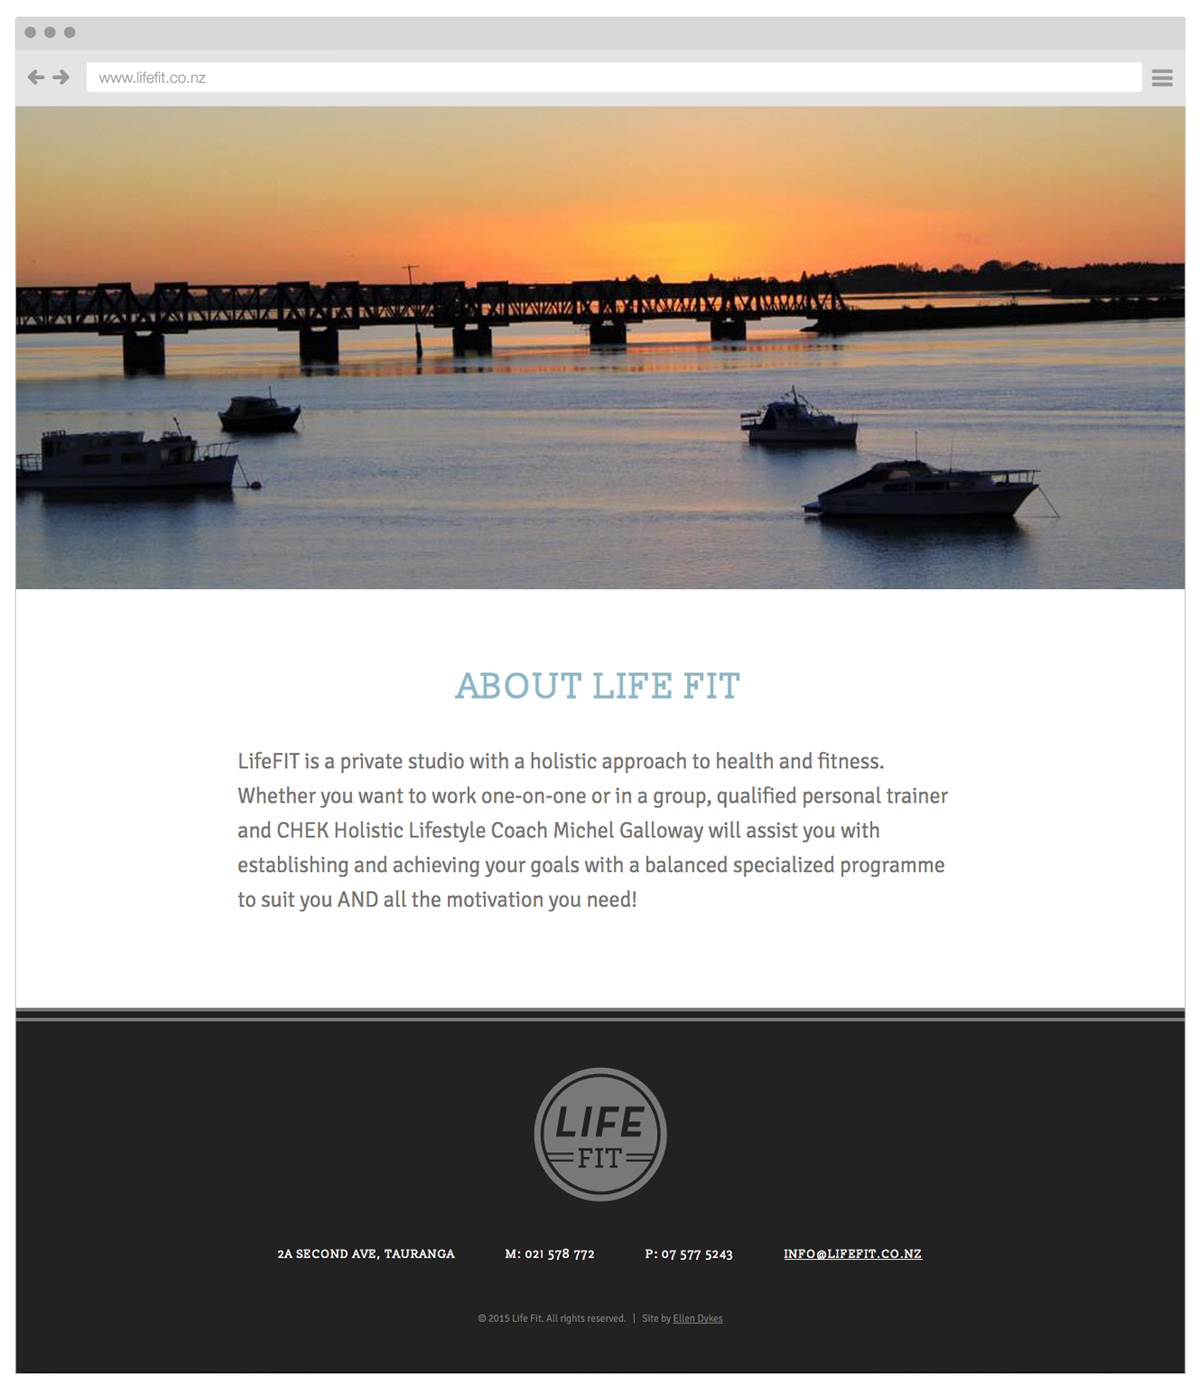 www.lifefit.co.nz
ABOUT LIFE FIT
LifeFIT is a private studio with a holistic approach to health and fitness.
Whether you want to work one-on-one or in a group, qualified personal trainer
and CHEK Holistic Lifestyle Coach Michel Galloway will assist you with
establishing and achieving your goals with a balanced specialized programme
to suit you AND all the motivation you need!
LIFE
FIT
2A SECOND AVE, TAURANGA M: 021 578 772 P: 07 577 5243 INFO@LIFEFIT.CO.NZ
© 2015 Life Fit. All rights reserved. | Site by Ellen Dykes